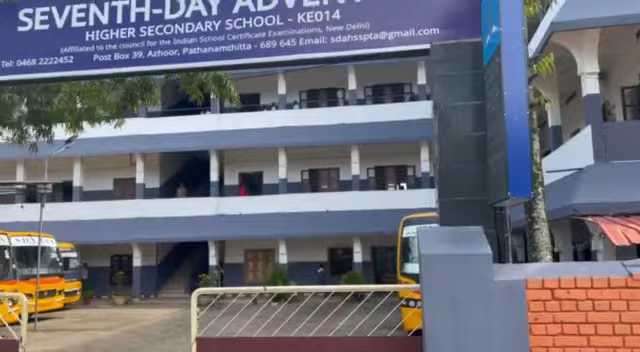 SEVENTH-DAY ADVENT
HIGHER SECONDARY SCHOOL - KE014
(Affiliated to the council for the Indian School Certificate Examinations, New Delhi)
Tel: 0468 2222452 Post Box 39, Azhoor, Pathanamthitta - 689 645 Email: sdahsspta@gmail.com